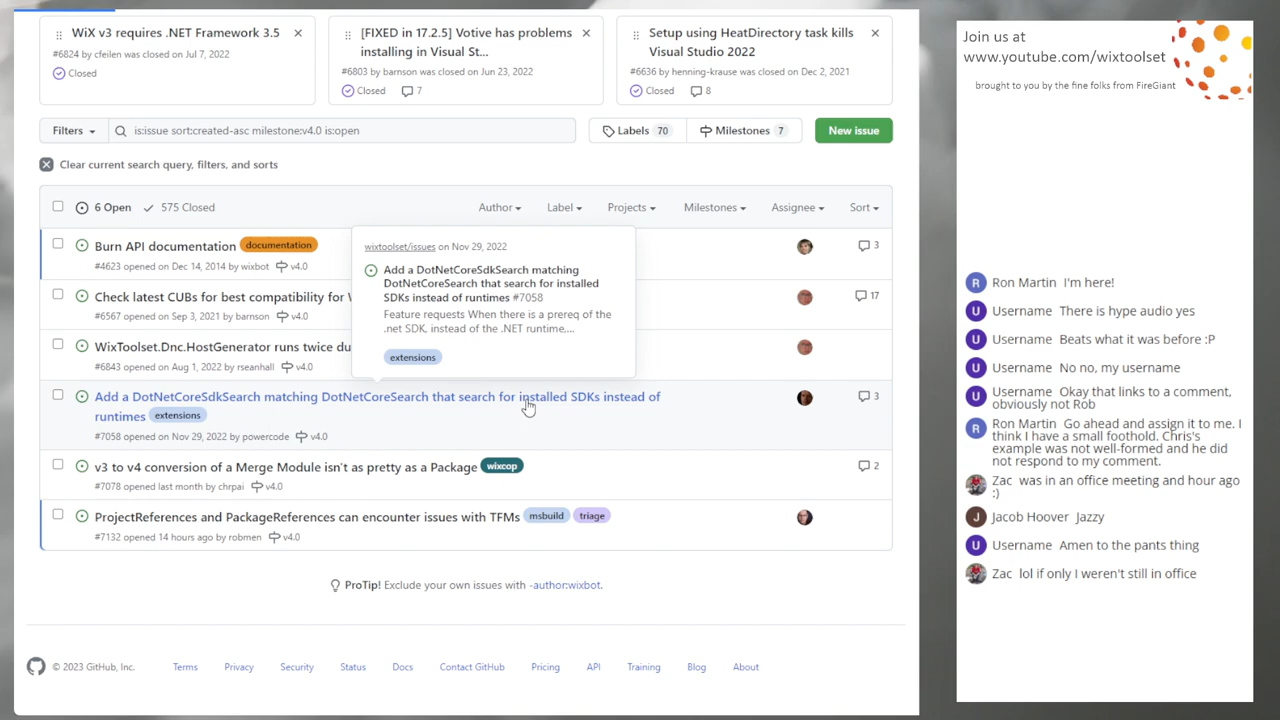 WiX v3 requires .NET Framework 3.5
#6824 by cfeilen was closed on Jul 7, 2022
Closed
[FIXED in 17.2.5] Votive has problems
installing in Visual St...
#6803 by barnson was closed on Jun 23, 2022
Closed 7
Setup using HeatDirectory task kills
Visual Studio 2022
#6636 by henning-krause was closed on Dec 2, 2021
Closed 8
Filters
is:issue sort:created-asc milestone:v4.0 is:open
Labels 70
Milestones 7
New issue
Clear current search query, filters, and sorts
6 Open 575 Closed
Author Label Projects Milestones Assignee Sort
Burn API documentation documentation
3
#4623 opened on Dec 14, 2014 by wixbot v4.0
Check latest CUBs for best compatibility for
17
#6567 opened on Sep 3, 2021 by barnson v4.0
WixToolset.Dnc.HostGenerator runs twice du
#6843 opened on Aug 1, 2022 by rseanhall v4.0
wixtoolset/issues on Nov 29, 2022
Add a DotNetCoreSdkSearch matching
DotNetCoreSearch that search for installed
SDKs instead of runtimes #7058
Feature requests When there is a prereq of the
.net SDK, instead of the .NET runtime,...
extensions
Add a DotNetCoreSdkSearch matching DotNetCoreSearch that search for installed SDKs instead of
3
runtimes extensions
#7058 opened on Nov 29, 2022 by powercode v4.0
v3 to v4 conversion of a Merge Module isn't as pretty as a Package wixcop
2
#7078 opened last month by chrpai v4.0
ProjectReferences and PackageReferences can encounter issues with TFMs msbuild triage
#7132 opened 14 hours ago by robmen v4.0
ProTip! Exclude your own issues with -author:wixbot.
© 2023 GitHub, Inc. Terms Privacy Security Status Docs Contact GitHub Pricing API Training Blog About
Join us at
www.youtube.com/wixtoolset
brought to you by the fine folks from FireGiant
R Ron Martin I'm here!
U Username There is hype audio yes
U Username Beats what it was before :P
U Username No no, my username
U Username Okay that links to a comment,
obviously not Rob
R Ron Martin Go ahead and assign it to me. I
think I have a small foothold. Chris's
example was not well-formed and he did
not respond to my comment.
Zac was in an office meeting and hour ago
:)
J Jacob Hoover Jazzy
U Username Amen to the pants thing
Zac lol if only I weren't still in office